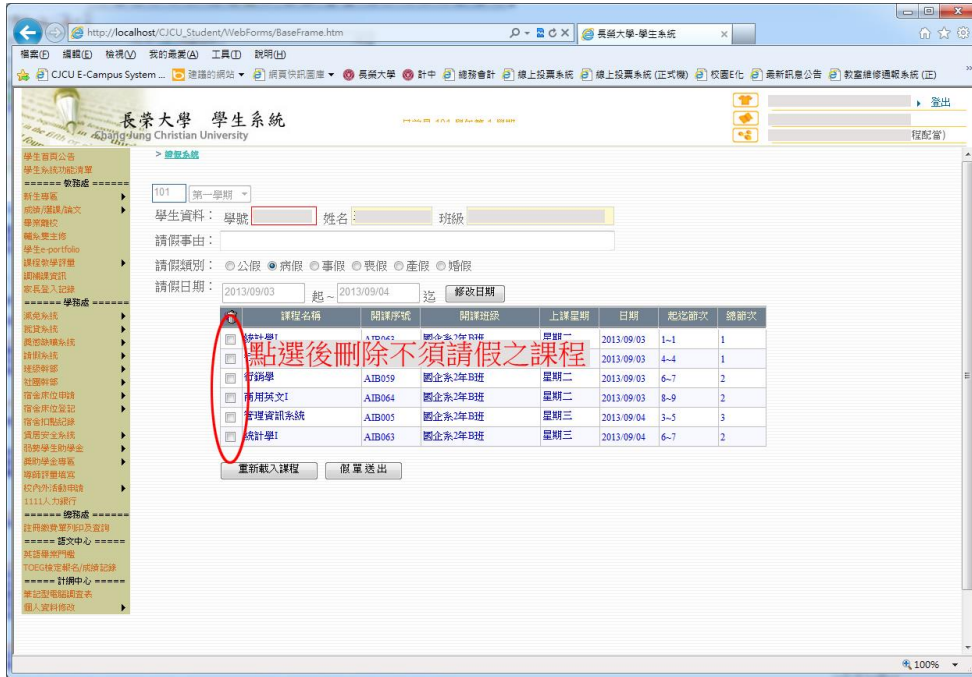 http://localhost/CJCU_Student/WebForms/BaseFrame.htm
長榮大學-學生系統
檔案(F) 編輯(E) 檢視(V) 我的最愛(A) 工具(T) 說明(H)
CJCU E-Campus System ... 建議的網站 網頁快訊圖庫 長榮大學 計中 總務會計 線上投票系統 線上投票系統 (正式機) 校園E化 最新訊息公告 教室維修通報系統 (正)
登出
長榮大學 學生系統
Chang Jung Christian University
程配當)
> 請假系統
學生首頁公告
學生系統功能清單
====== 教務處 ======
新生專區
成績/選課/論文
畢業離校
輔系雙主修
學生e-portfolio
課程教學評量
調補課資訊
家長登入記錄
====== 學務處 ======
減免系統
就貸系統
獎懲缺曠系統
請假系統
班級幹部
社團幹部
宿舍床位申請
宿舍床位登記
宿舍扣點記錄
賃居安全系統
弱勢學生助學金
獎助學金專區
導師評量填寫
校內外活動申請
1111人力銀行
====== 總務處 ======
註冊繳費單列印及查詢
===== 語文中心 =====
英語畢業門檻
TOEG檢定報名/成績記錄
===== 計網中心 =====
筆記型電腦調查表
個人資料修改
101 第一學期
學生資料： 學號 姓名 班級
請假事由：
請假類別： 公假 病假 事假 喪假 產假 婚假
請假日期： 2013/09/03 起～ 2013/09/04 迄 修改日期
課程名稱 開課序號 開課班級 上課星期 日期 起迄節次 總節次
統計學I AIB063 國企系2年B班 星期二 2013/09/03 1~1 1
2013/09/03 4~4 1
點選後刪除不須請假之課程
行銷學 AIB059 國企系2年B班 星期二 2013/09/03 6~7 2
商用英文I AIB064 國企系2年B班 星期二 2013/09/03 8~9 2
管理資訊系統 AIB005 國企系2年B班 星期三 2013/09/04 3~5 3
統計學I AIB063 國企系2年B班 星期三 2013/09/04 6~7 2
重新載入課程 假單送出
100%